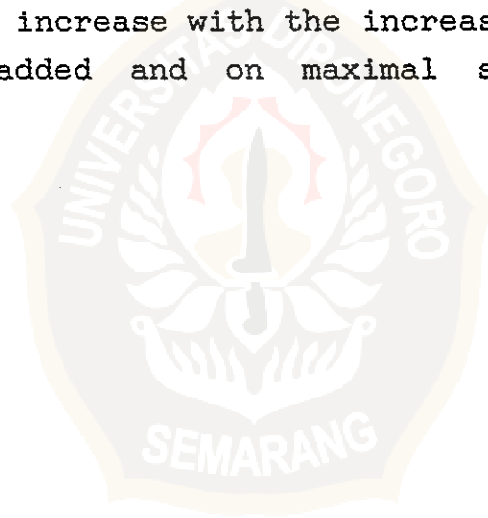 increase with the increas
added and on maximal s
UNIVERSITAS DIPONEGORO
SEMARANG